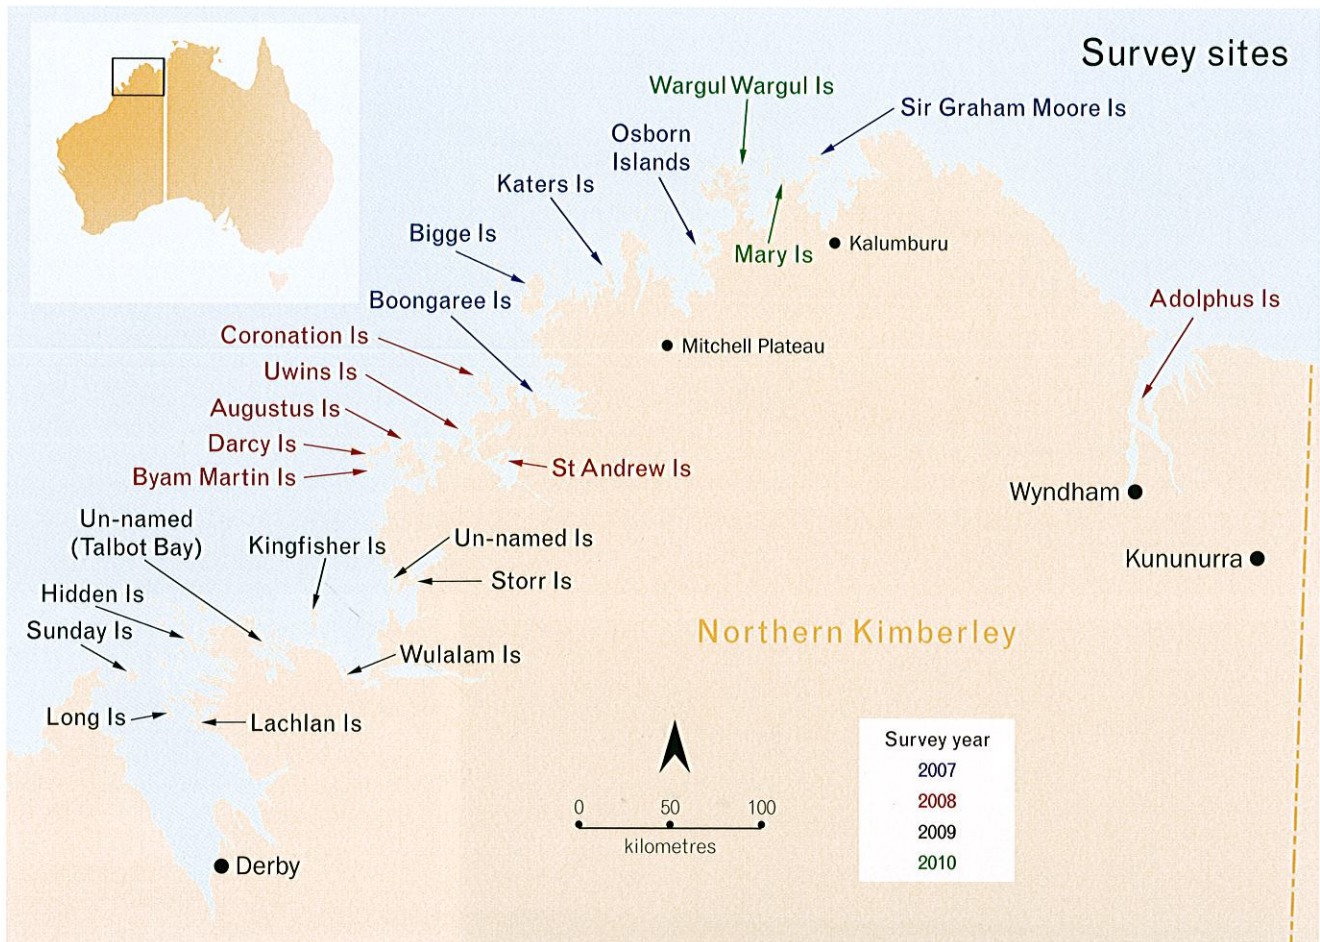 Survey sites
Wargul Wargul Is
Sir Graham Moore Is
Osborn
Islands
Katers Is
Bigge Is
Mary Is
Kalumburu
Boongaree Is
Adolphus Is
Coronation Is
Mitchell Plateau
Uwins Is
Augustus Is
Darcy Is
Byam Martin Is
St Andrew Is
Wyndham
Un-named
(Talbot Bay)
Kingfisher Is
Un-named Is
Kununurra
Storr Is
Hidden Is
Sunday Is
Northern Kimberley
Wulalam Is
Long Is
Lachlan Is
Survey year
2007
2008
2009
2010
0 50 100
kilometres
Derby